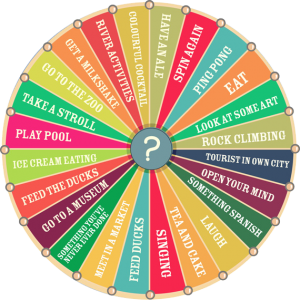 HAVE AN ALE
SPIN AGAIN
PING PONG
EAT
LOOK AT SOME ART
ROCK CLIMBING
TOURIST IN OWN CITY
OPEN YOUR MIND
SOMETHING SPANISH
LAUGH
TEA AND CAKE
SINGING
FEED DUCKS
MEET IN A MARKET
SOMETHING YOU'VE
NEVER EVER DONE
GO TO A MUSEUM
FEED THE DUCKS
ICE CREAM EATING
PLAY POOL
TAKE A STROLL
GO TO THE ZOO
GET A MILKSHAKE
RIVER ACTIVITIES
COLOURFUL COCKTAIL
?